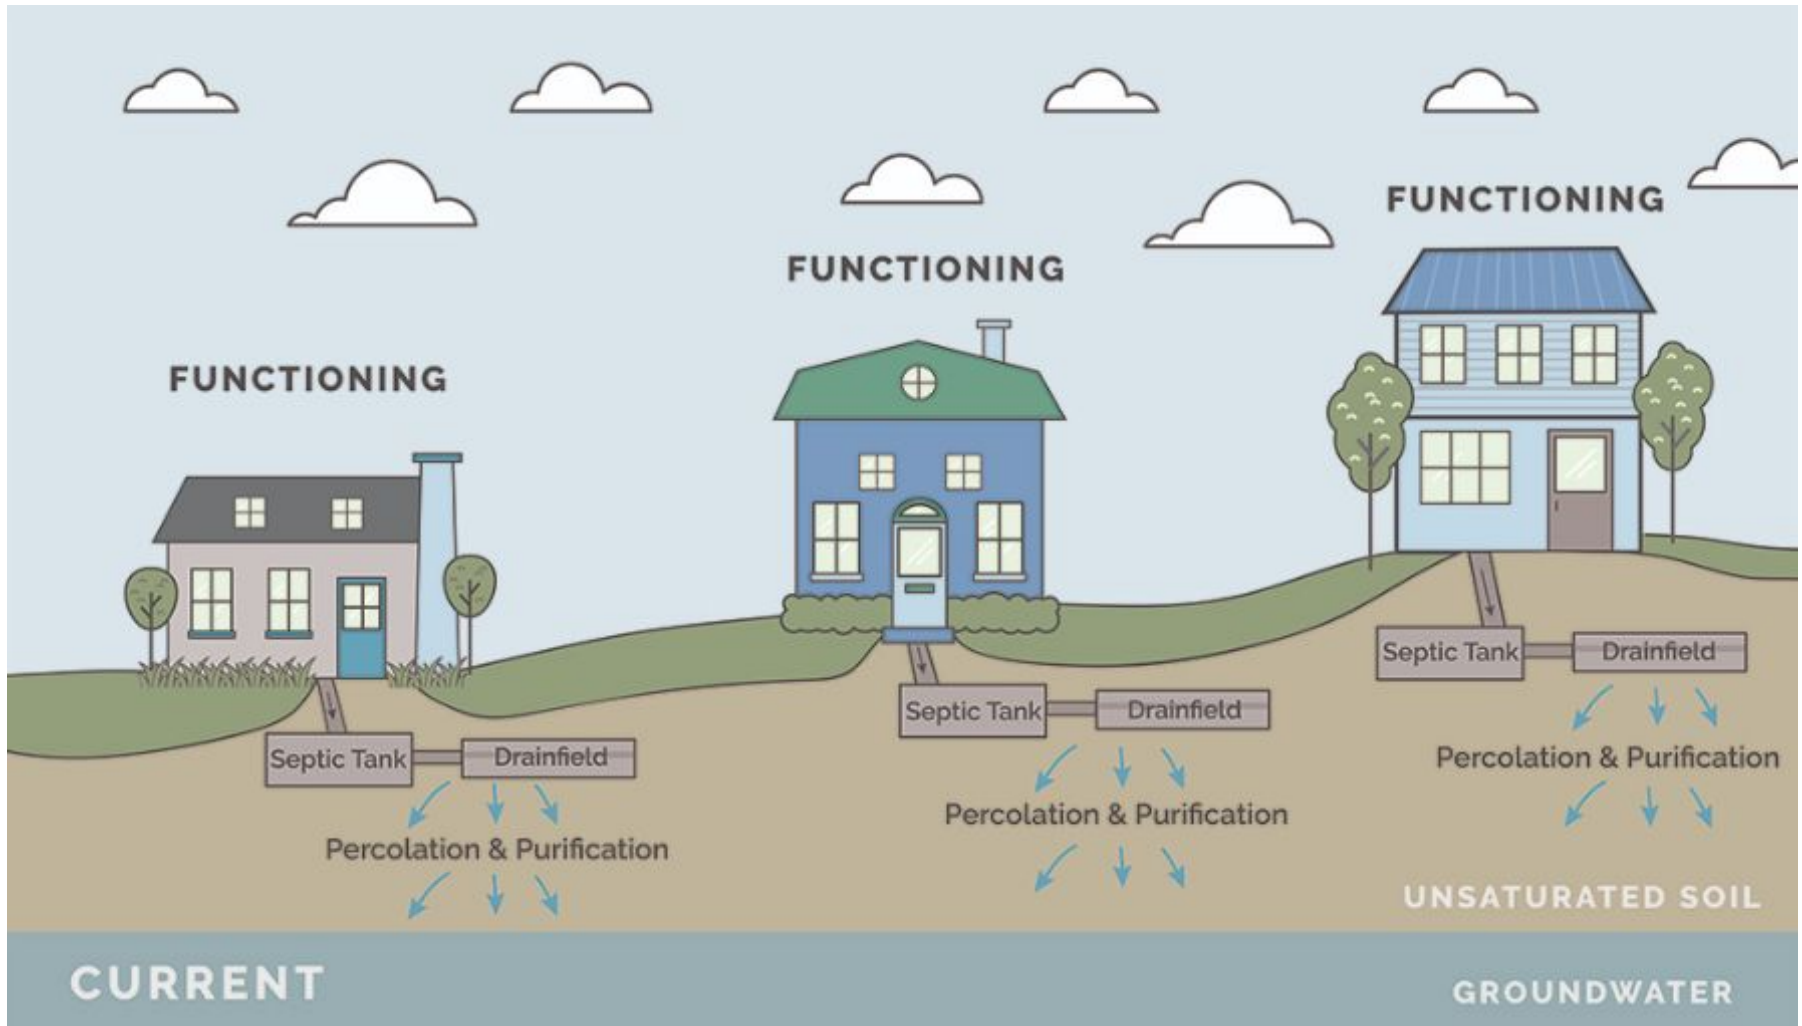 FUNCTIONING
FUNCTIONING
FUNCTIONING
Septic Tank
Drainfield
Percolation & Purification
Septic Tank
Drainfield
Percolation & Purification
Septic Tank
Drainfield
Percolation & Purification
UNSATURATED SOIL
CURRENT
GROUNDWATER